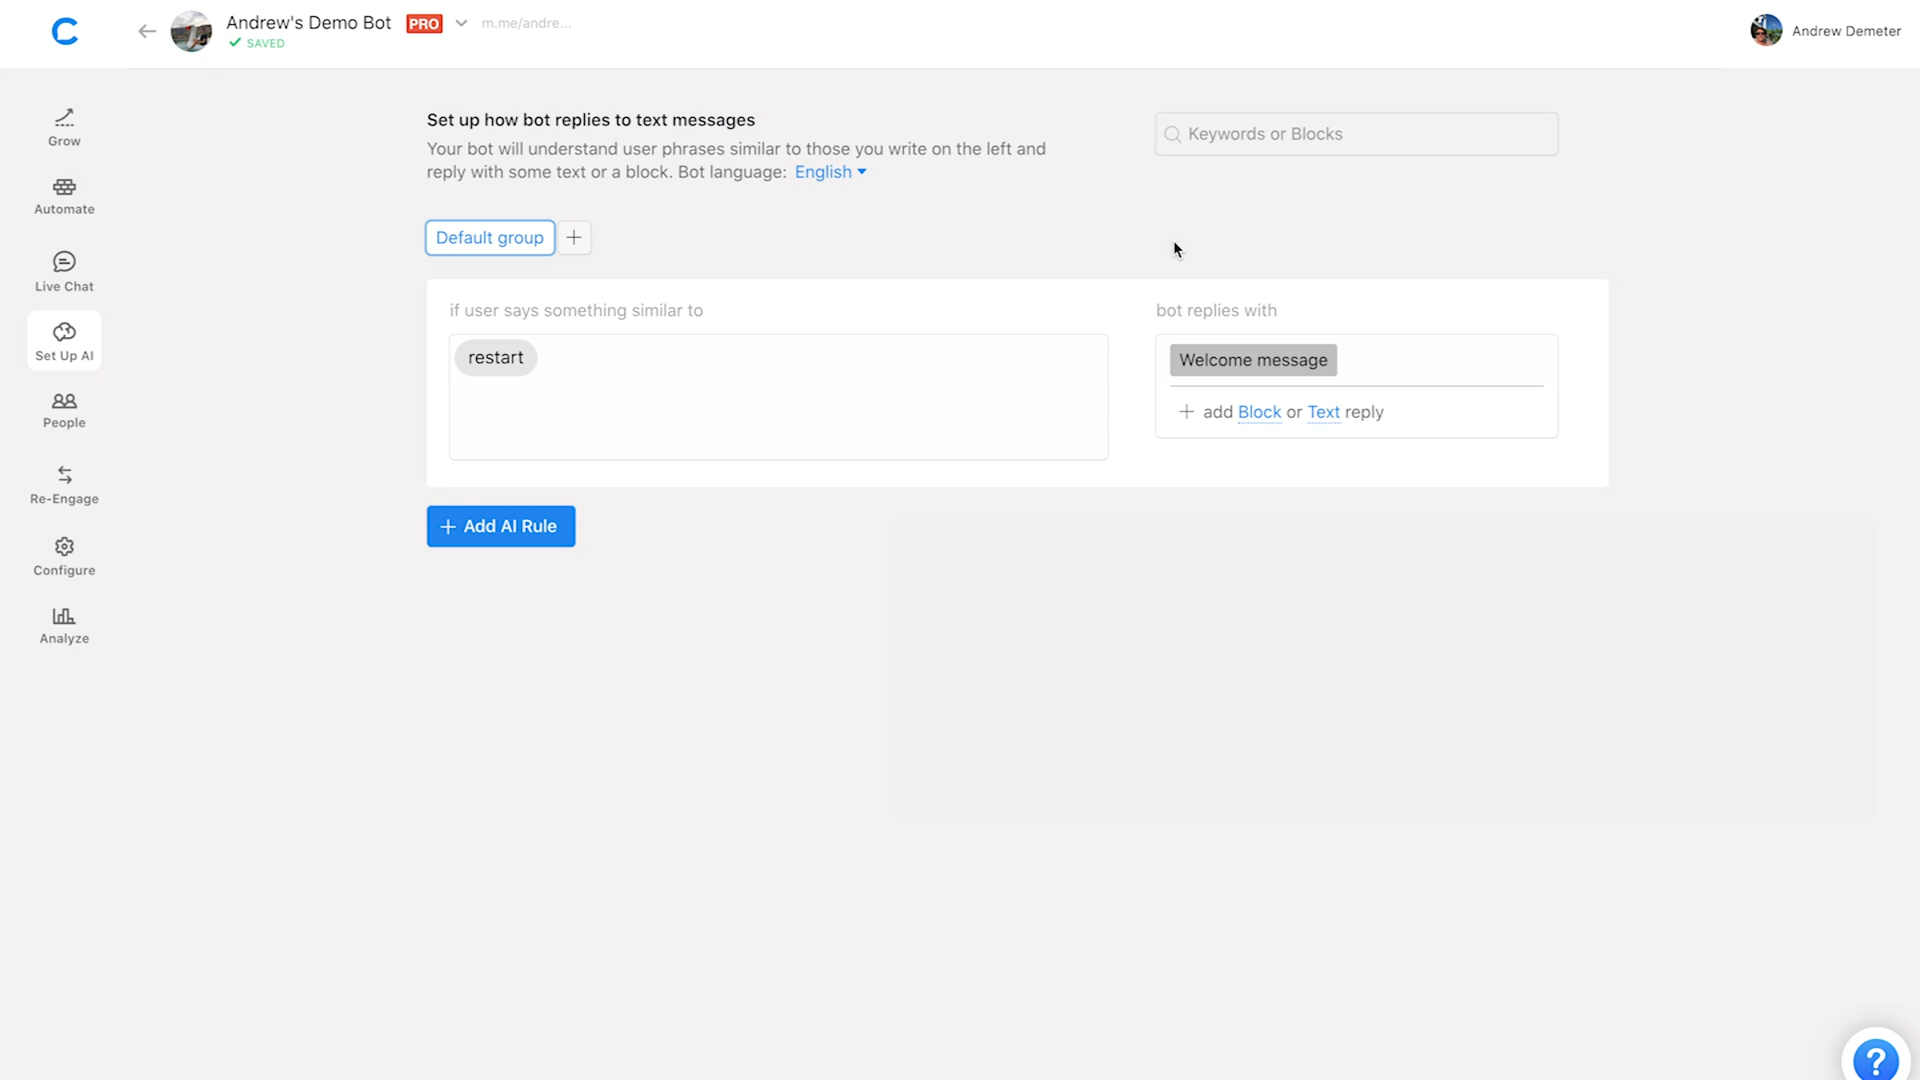 Andrew's Demo Bot PRO m.me/andre...
SAVED
Andrew Demeter
Grow
Automate
Live Chat
Set Up AI
People
Re-Engage
Configure
Analyze
Set up how bot replies to text messages
Your bot will understand user phrases similar to those you write on the left and
reply with some text or a block. Bot language: English
Keywords or Blocks
Default group
if user says something similar to
restart
bot replies with
Welcome message
add Block or Text reply
+ Add AI Rule
?